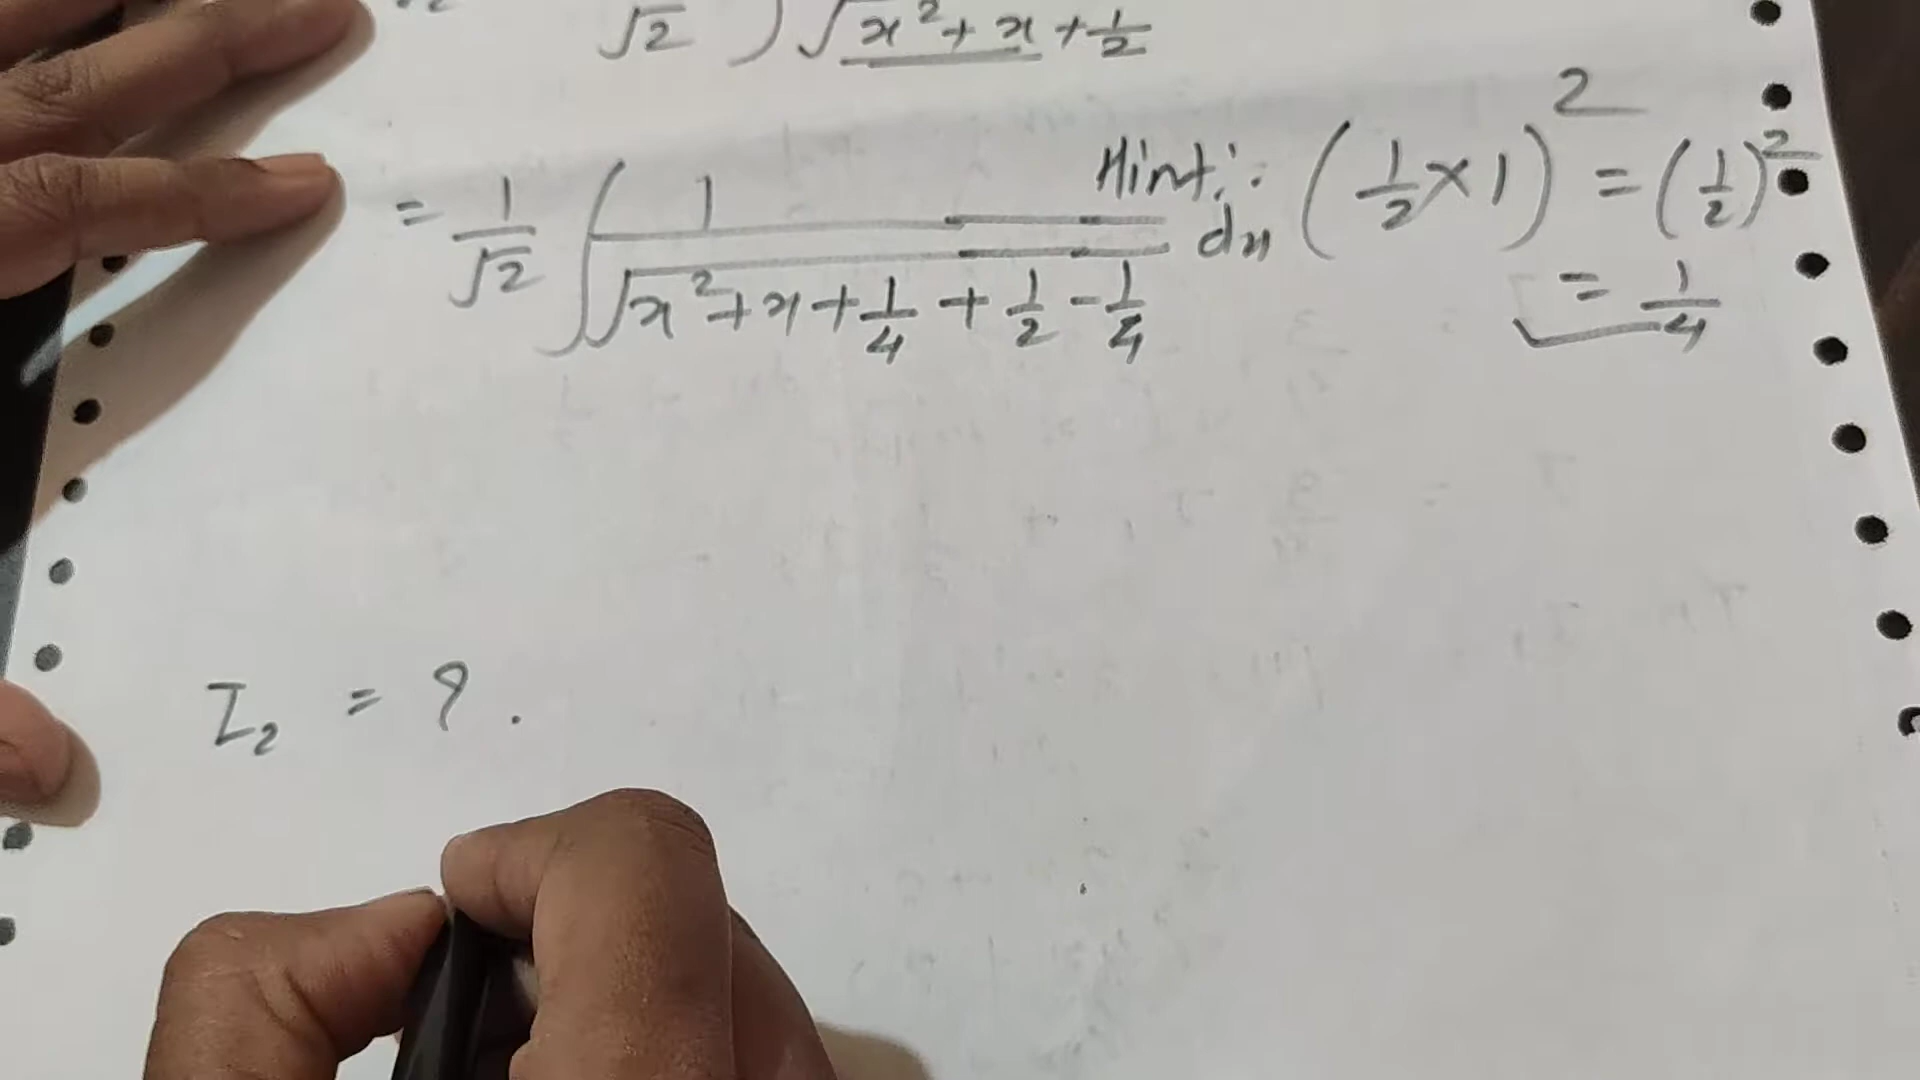 √2 ∫ √x² + x + 1/2
= 1/√2 ∫ 1/√x² + x + 1/4 + 1/2 - 1/4 dx
Hint:- (1/2 × 1)² = (1/2)²
= 1/4
I₂ = ?.